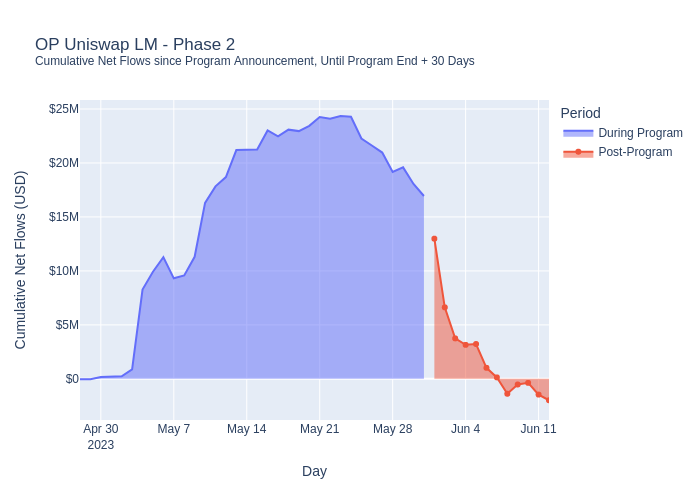 OP Uniswap LM - Phase 2
Cumulative Net Flows since Program Announcement, Until Program End + 30 Days
Period
During Program
Post-Program
Cumulative Net Flows (USD)
$25M
$20M
$15M
$10M
$5M
$0
Apr 30 May 7 May 14 May 21 May 28 Jun 4 Jun 11
2023
Day